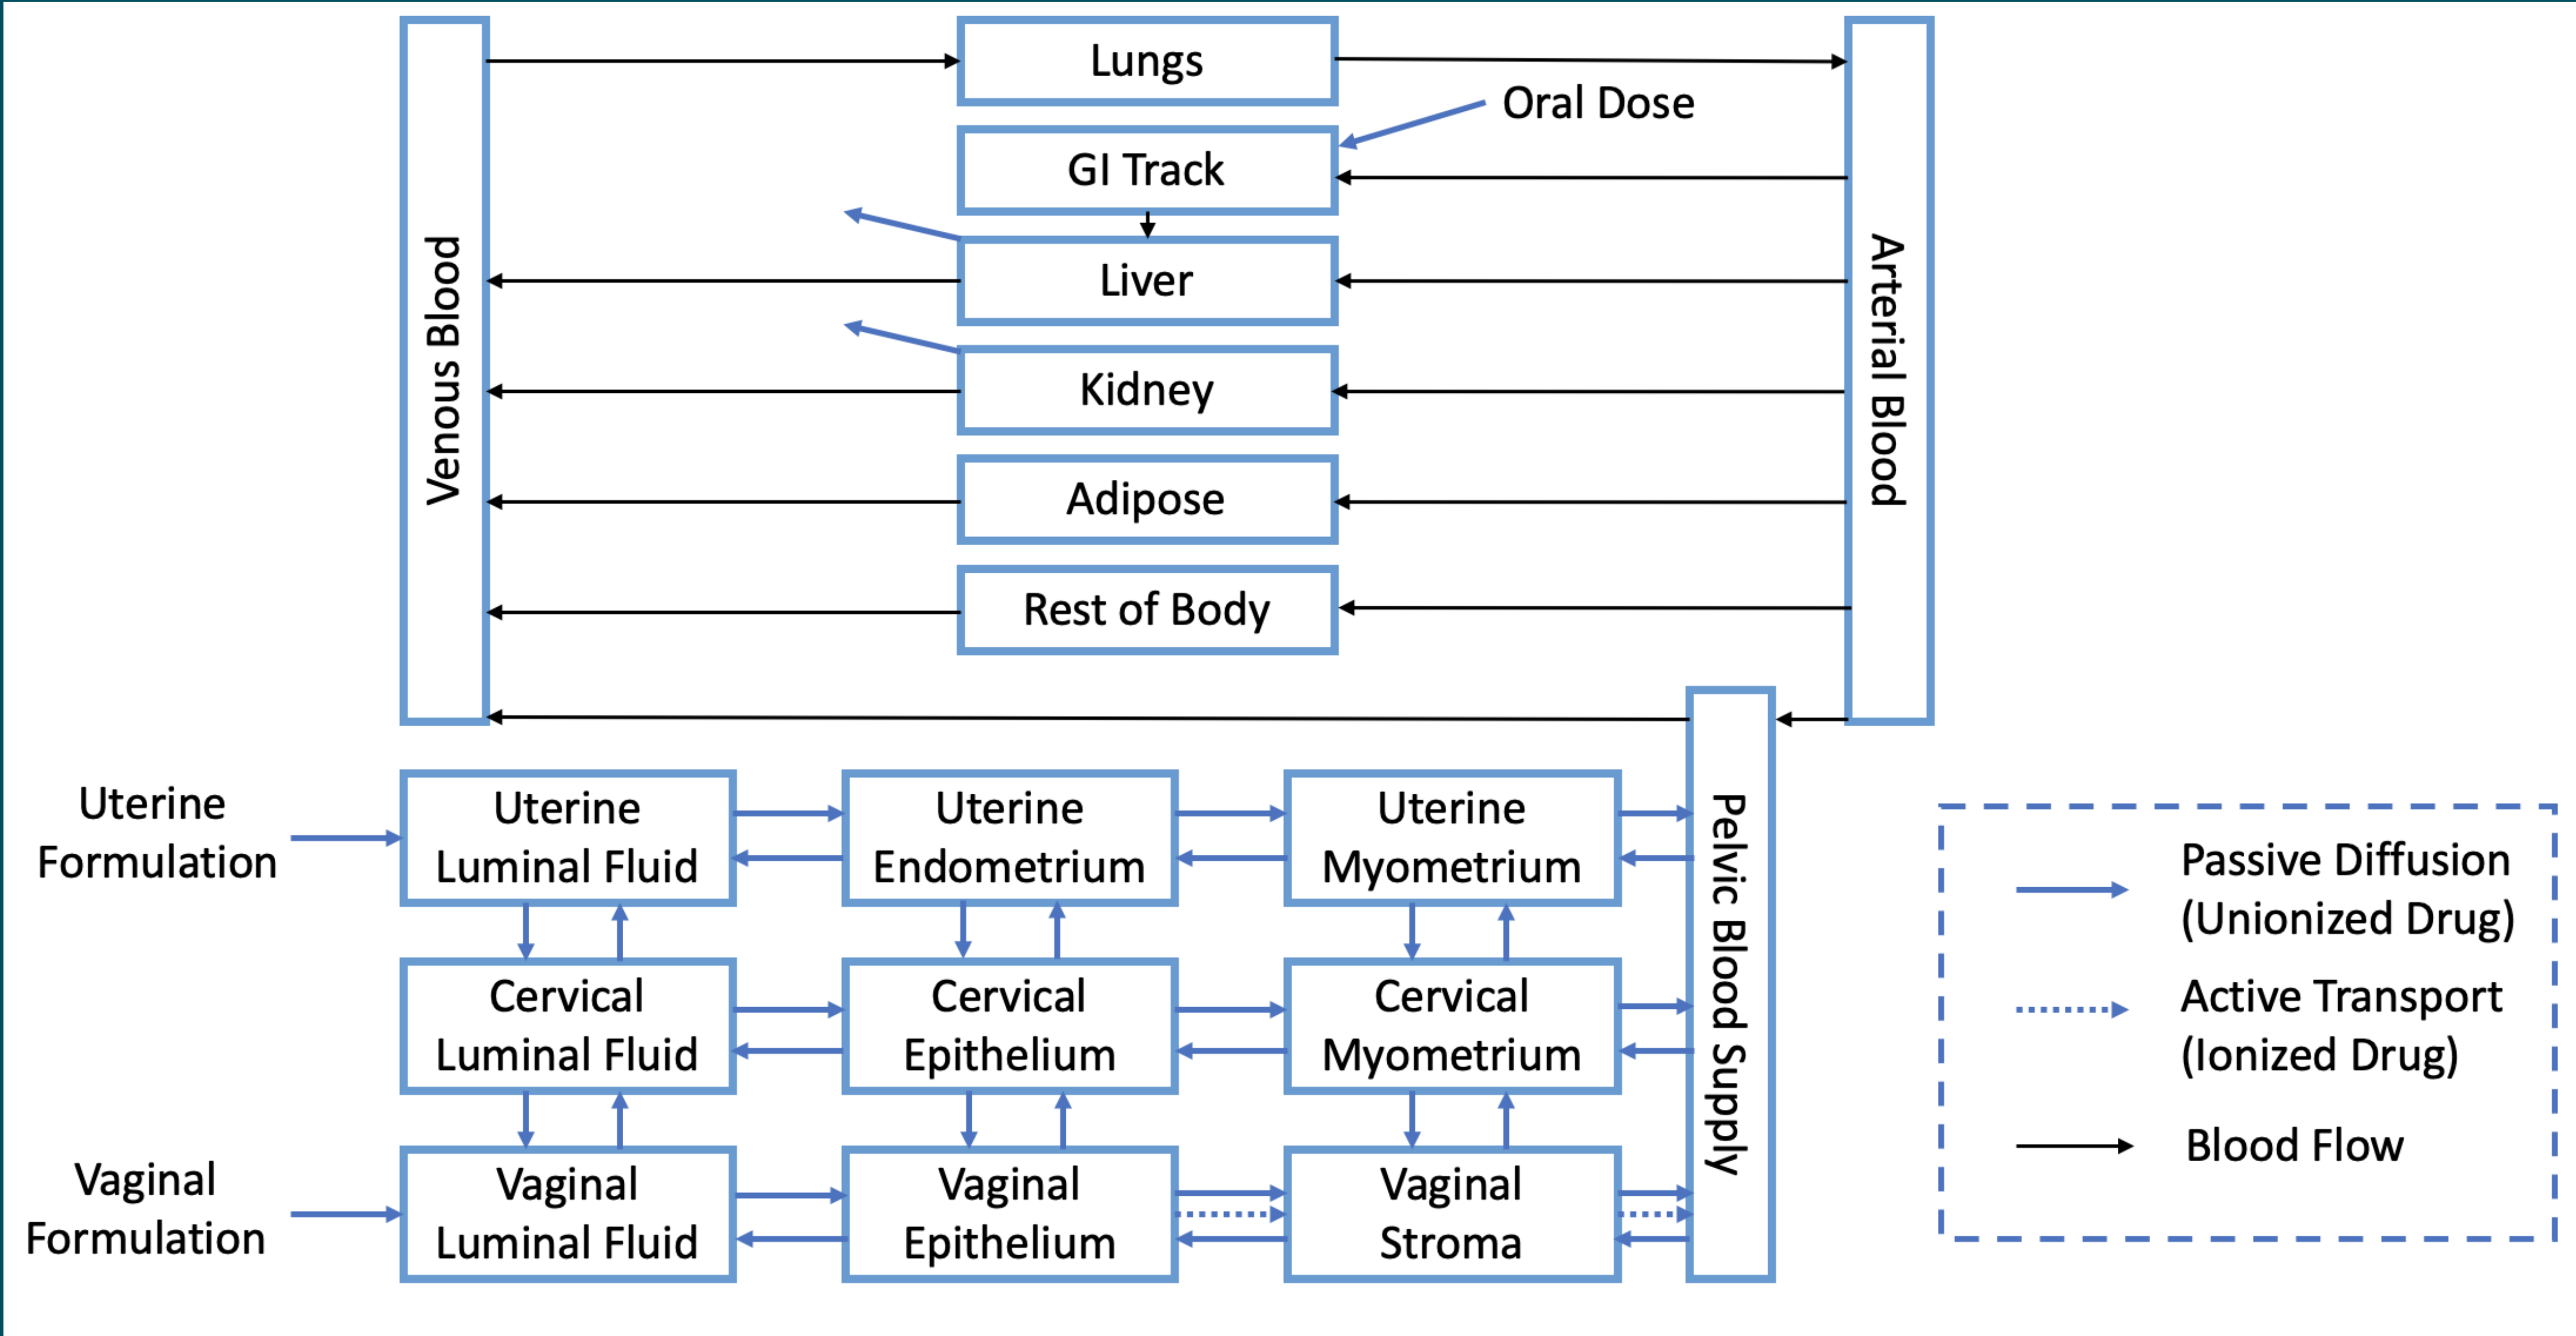 Lungs
Oral Dose
GI Track
Liver
Kidney
Adipose
Rest of Body
Venous Blood
Arterial Blood
Uterine
Formulation
Uterine
Luminal Fluid
Uterine
Endometrium
Uterine
Myometrium
Pelvic Blood Supply
Cervical
Luminal Fluid
Cervical
Epithelium
Cervical
Myometrium
Vaginal
Formulation
Vaginal
Luminal Fluid
Vaginal
Epithelium
Vaginal
Stroma
Passive Diffusion
(Unionized Drug)
Active Transport
(Ionized Drug)
Blood Flow